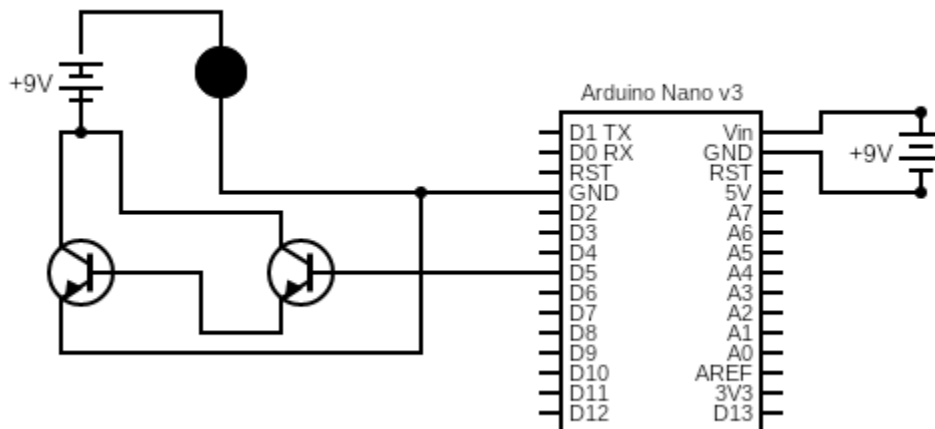 +9V
Arduino Nano v3
D1 TX
D0 RX
RST
GND
D2
D3
D4
D5
D6
D7
D8
D9
D10
D11
D12
Vin
GND
RST
5V
A7
A6
A5
A4
A3
A2
A1
A0
AREF
3V3
D13
+9V